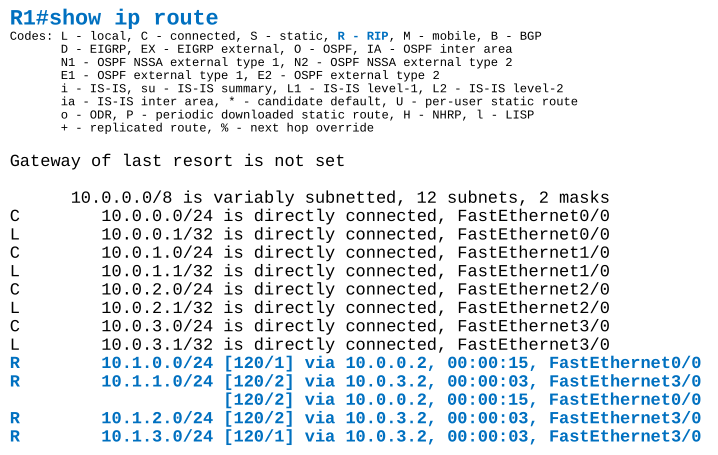 R1#show ip route
Codes: L - local, C - connected, S - static, R - RIP, M - mobile, B - BGP
D - EIGRP, EX - EIGRP external, O - OSPF, IA - OSPF inter area
N1 - OSPF NSSA external type 1, N2 - OSPF NSSA external type 2
E1 - OSPF external type 1, E2 - OSPF external type 2
i - IS-IS, su - IS-IS summary, L1 - IS-IS level-1, L2 - IS-IS level-2
ia - IS-IS inter area, * - candidate default, U - per-user static route
o - ODR, P - periodic downloaded static route, H - NHRP, l - LISP
+ - replicated route, % - next hop override
Gateway of last resort is not set
10.0.0.0/8 is variably subnetted, 12 subnets, 2 masks
C 10.0.0.0/24 is directly connected, FastEthernet0/0
L 10.0.0.1/32 is directly connected, FastEthernet0/0
C 10.0.1.0/24 is directly connected, FastEthernet1/0
L 10.0.1.1/32 is directly connected, FastEthernet1/0
C 10.0.2.0/24 is directly connected, FastEthernet2/0
L 10.0.2.1/32 is directly connected, FastEthernet2/0
C 10.0.3.0/24 is directly connected, FastEthernet3/0
L 10.0.3.1/32 is directly connected, FastEthernet3/0
R 10.1.0.0/24 [120/1] via 10.0.0.2, 00:00:15, FastEthernet0/0
R 10.1.1.0/24 [120/2] via 10.0.3.2, 00:00:03, FastEthernet3/0
[120/2] via 10.0.0.2, 00:00:15, FastEthernet0/0
R 10.1.2.0/24 [120/2] via 10.0.3.2, 00:00:03, FastEthernet3/0
R 10.1.3.0/24 [120/1] via 10.0.3.2, 00:00:03, FastEthernet3/0